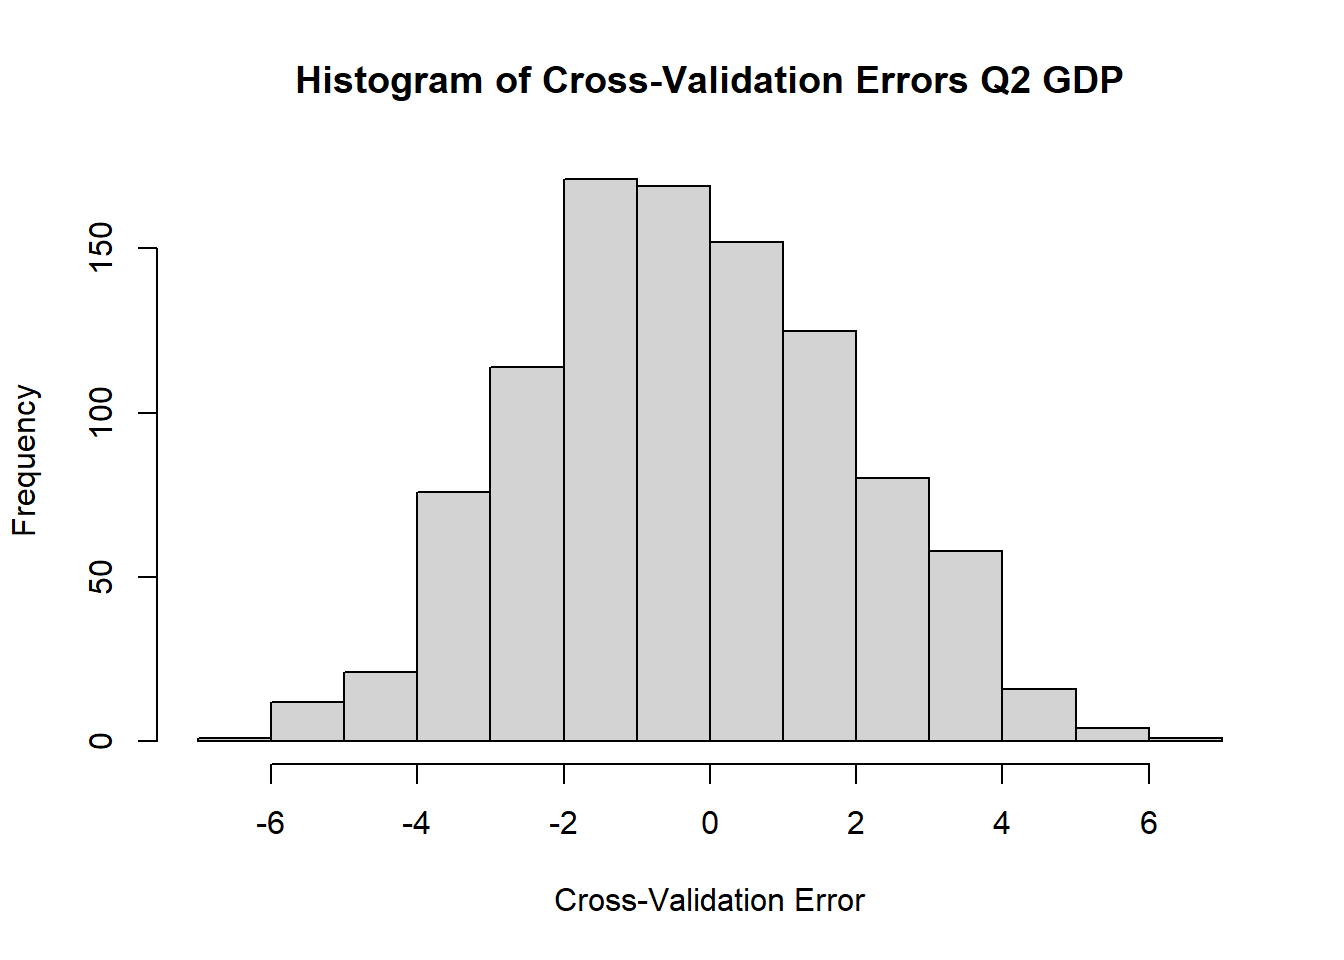 Histogram of Cross-Validation Errors Q2 GDP
Frequency
150
100
50
0
-6 -4 -2 0 2 4 6
Cross-Validation Error